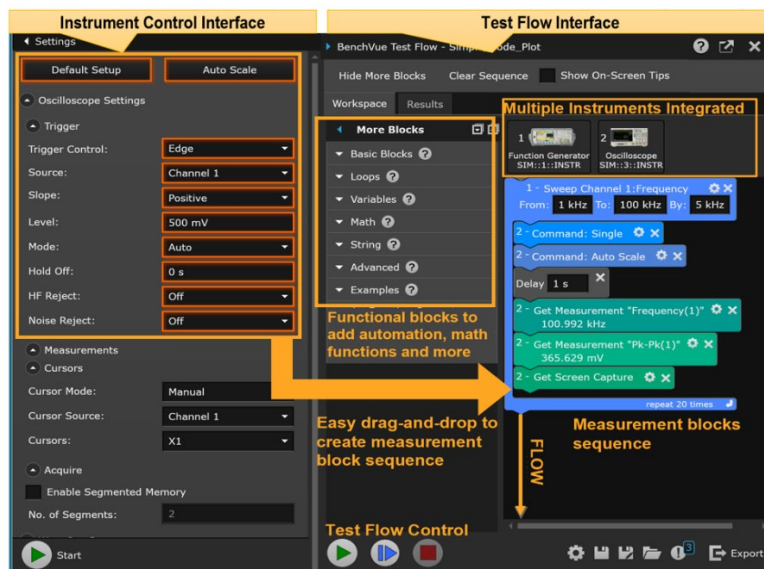 Instrument Control Interface
Test Flow Interface
Settings
Default Setup
Auto Scale
Oscilloscope Settings
Trigger
Trigger Control:
Edge
Source:
Channel 1
Slope:
Positive
Level:
500 mV
Mode:
Auto
Hold Off:
0 s
HF Reject:
Off
Noise Reject:
Off
Measurements
Cursors
Cursor Mode:
Manual
Cursor Source:
Channel 1
Cursors:
X1
Acquire
Enable Segmented Memory
No. of Segments:
2
Start
BenchVue Test Flow -
Hide More Blocks
Clear Sequence
Show On-Screen Tips
Workspace
Results
More Blocks
Basic Blocks
Loops
Variables
Math
String
Advanced
Examples
Functional blocks to
add automation, math
functions and more
Easy drag-and-drop to
create measurement
block sequence
Test Flow Control
Multiple Instruments Integrated
1
Function Generator
SIM::1::INSTR
2
Oscilloscope
SIM::3::INSTR
1 - Sweep Channel 1:Frequency
From: 1 kHz To: 100 kHz By: 5 kHz
2 - Command: Single
2 - Command: Auto Scale
Delay 1 s
2 - Get Measurement "Frequency(1)"
100.992 kHz
2 - Get Measurement "Pk-Pk(1)"
365.629 mV
2 - Get Screen Capture
repeat 20 times
FLOW
Measurement blocks
sequence
3
Export